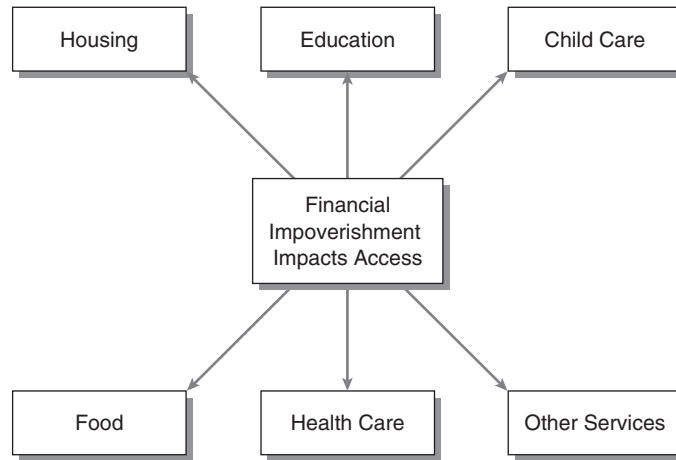 Housing
Education
Child Care
Financial
Impoverishment
Impacts Access
Food
Health Care
Other Services